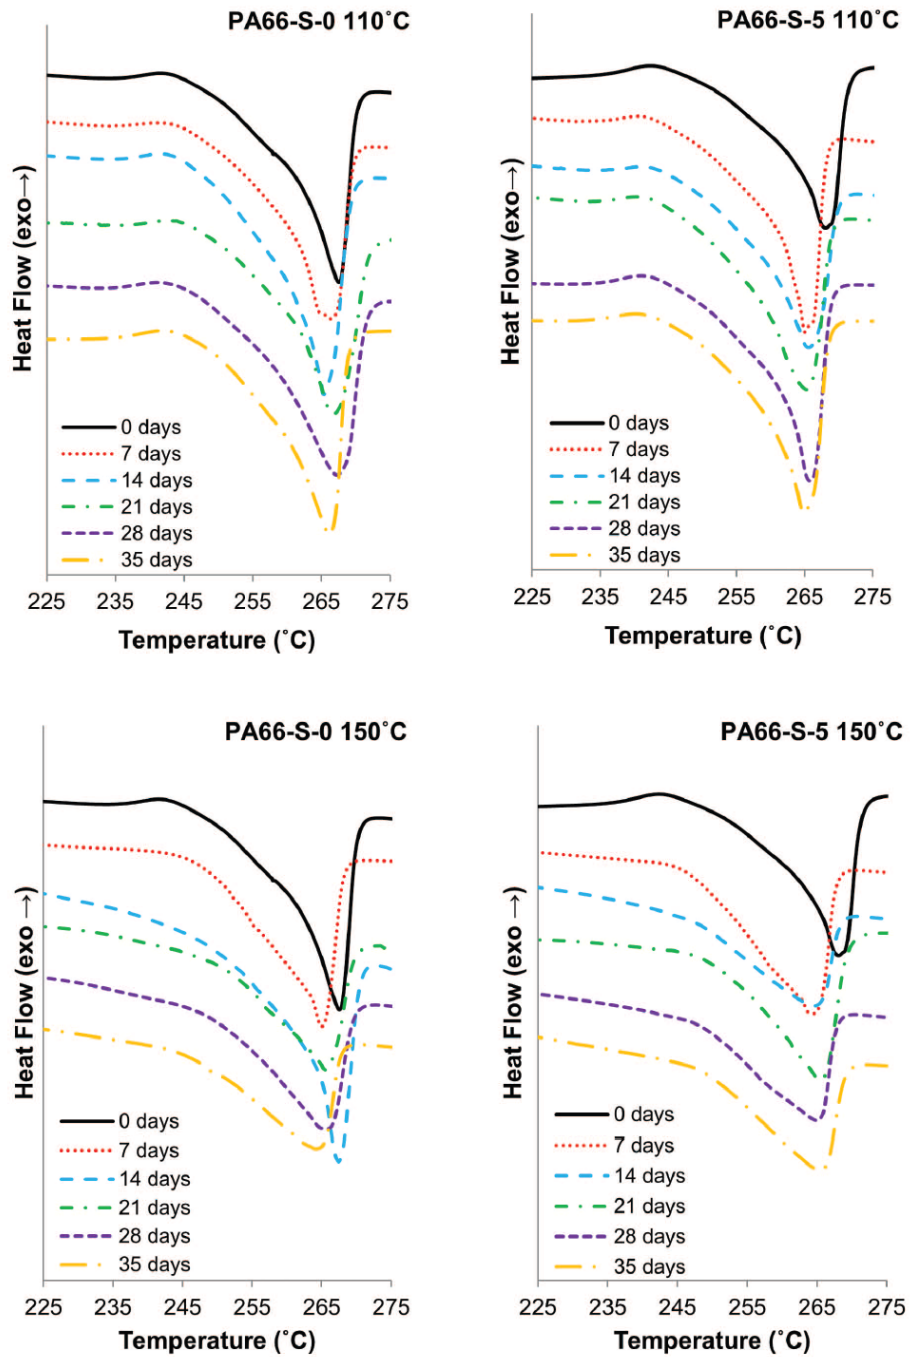 PA66-S-0 110˚C
Heat Flow (exo→)
0 days
7 days
14 days
21 days
28 days
35 days
225 235 245 255 265 275
Temperature (˚C)
PA66-S-5 110˚C
Heat Flow (exo→)
0 days
7 days
14 days
21 days
28 days
35 days
225 235 245 255 265 275
Temperature (˚C)
PA66-S-0 150˚C
Heat Flow (exo →)
0 days
7 days
14 days
21 days
28 days
35 days
225 235 245 255 265 275
Temperature (˚C)
PA66-S-5 150˚C
Heat Flow (exo →)
0 days
7 days
14 days
21 days
28 days
35 days
225 235 245 255 265 275
Temperature (˚C)